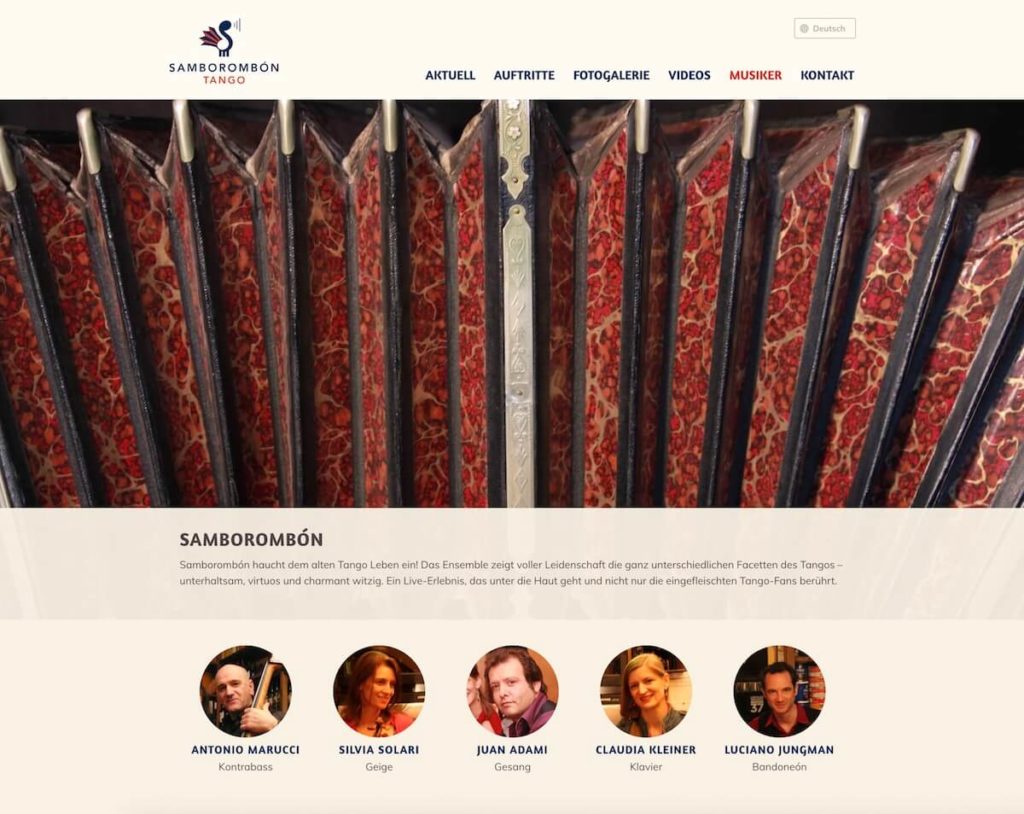 Deutsch
SAMBOROMBÓN
TANGO
AKTUELL AUFTRITTE FOTOGALERIE VIDEOS MUSIKER KONTAKT
SAMBOROMBÓN
Samborombón haucht dem alten Tango Leben ein! Das Ensemble zeigt voller Leidenschaft die ganz unterschiedlichen Facetten des Tangos –
unterhaltsam, virtuos und charmant witzig. Ein Live-Erlebnis, das unter die Haut geht und nicht nur die eingefleischten Tango-Fans berührt.
ANTONIO MARUCCI
Kontrabass
SILVIA SOLARI
Geige
JUAN ADAMI
Gesang
CLAUDIA KLEINER
Klavier
LUCIANO JUNGMAN
Bandoneón